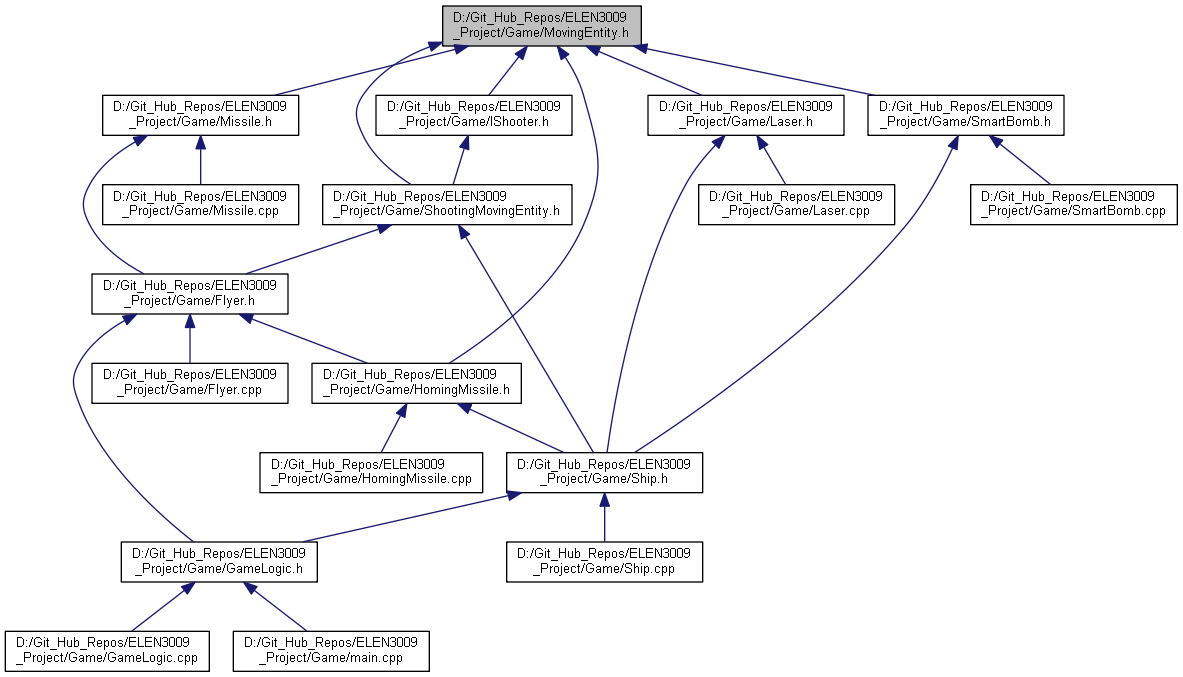 D:/Git_Hub_Repos/ELEN3009
_Project/Game/MovingEntity.h
D:/Git_Hub_Repos/ELEN3009
_Project/Game/Missile.h
D:/Git_Hub_Repos/ELEN3009
_Project/Game/IShooter.h
D:/Git_Hub_Repos/ELEN3009
_Project/Game/Laser.h
D:/Git_Hub_Repos/ELEN3009
_Project/Game/SmartBomb.h
D:/Git_Hub_Repos/ELEN3009
_Project/Game/Missile.cpp
D:/Git_Hub_Repos/ELEN3009
_Project/Game/ShootingMovingEntity.h
D:/Git_Hub_Repos/ELEN3009
_Project/Game/Laser.cpp
D:/Git_Hub_Repos/ELEN3009
_Project/Game/SmartBomb.cpp
D:/Git_Hub_Repos/ELEN3009
_Project/Game/Flyer.h
D:/Git_Hub_Repos/ELEN3009
_Project/Game/Flyer.cpp
D:/Git_Hub_Repos/ELEN3009
_Project/Game/HomingMissile.h
D:/Git_Hub_Repos/ELEN3009
_Project/Game/HomingMissile.cpp
D:/Git_Hub_Repos/ELEN3009
_Project/Game/Ship.h
D:/Git_Hub_Repos/ELEN3009
_Project/Game/GameLogic.h
D:/Git_Hub_Repos/ELEN3009
_Project/Game/Ship.cpp
D:/Git_Hub_Repos/ELEN3009
_Project/Game/GameLogic.cpp
D:/Git_Hub_Repos/ELEN3009
_Project/Game/main.cpp